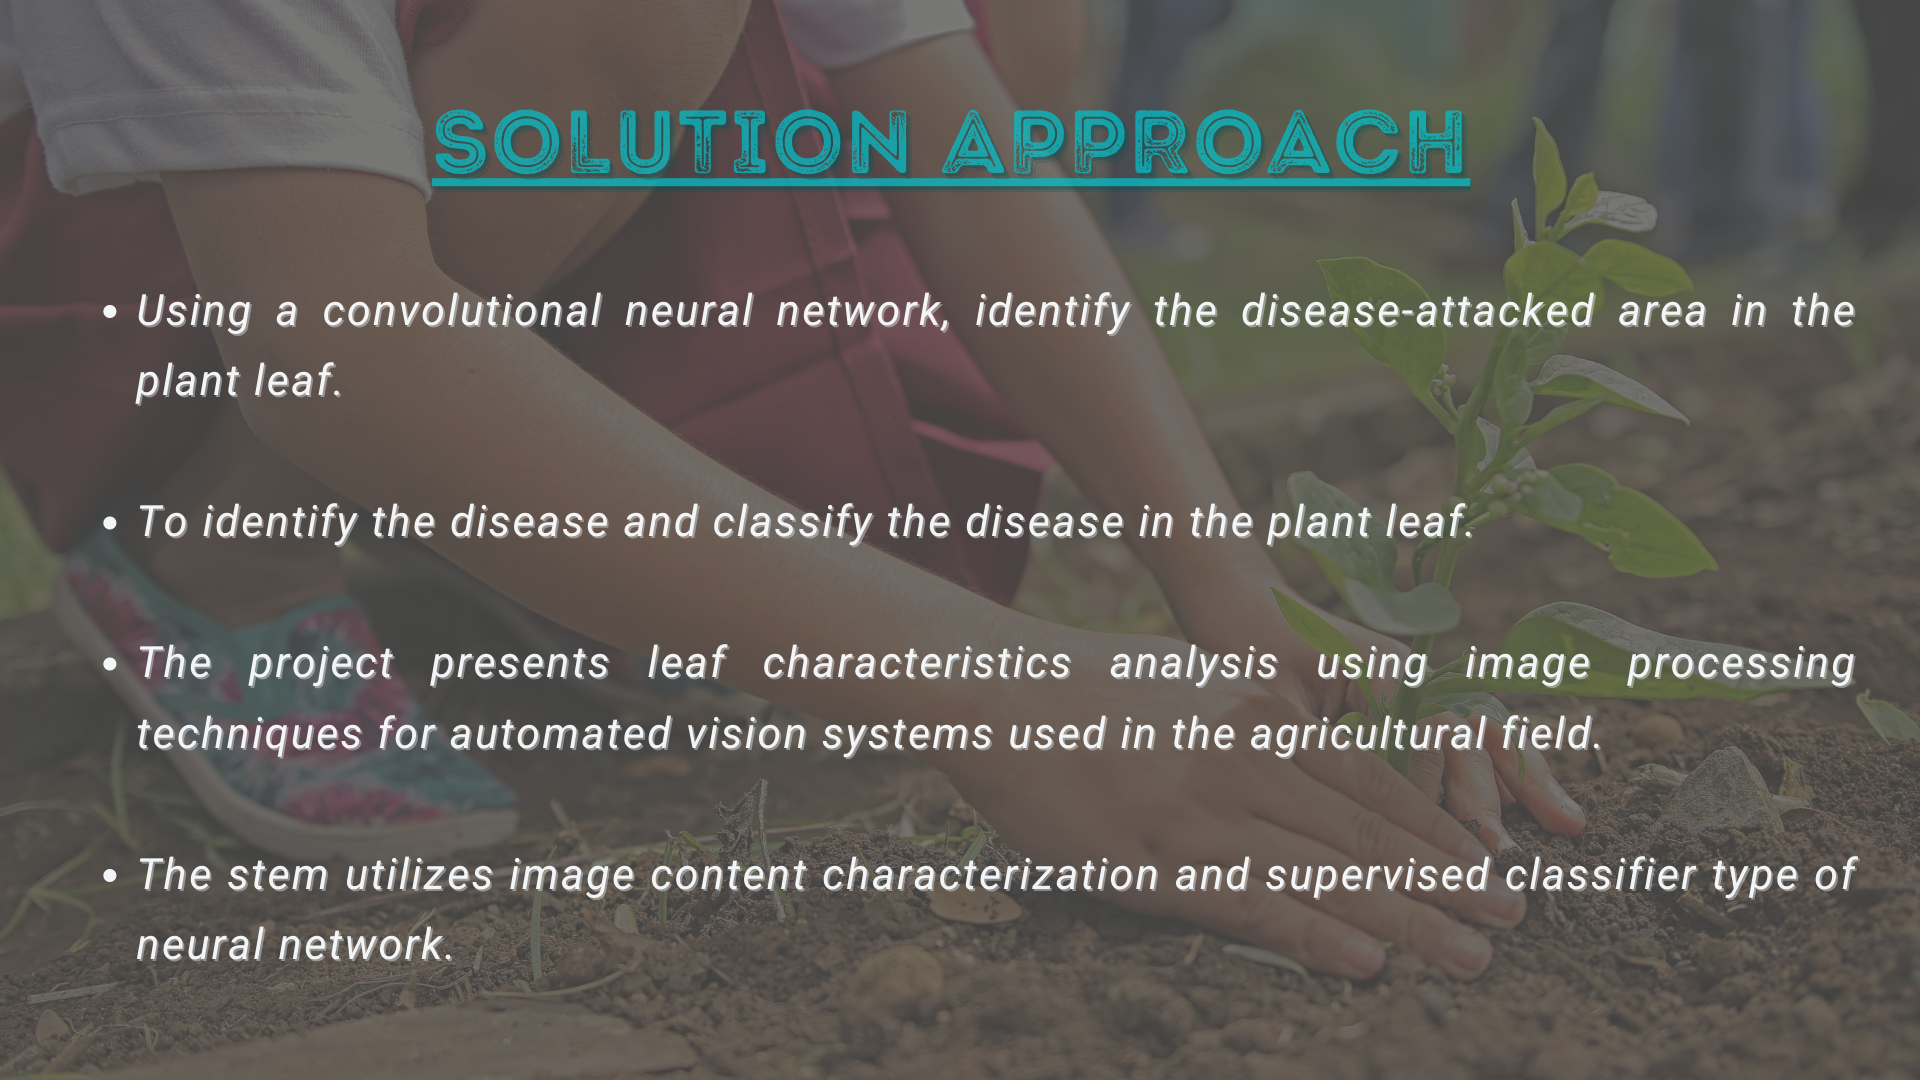 SOLUTION APPROACH
• Using a convolutional neural network, identify the disease-attacked area in the
plant leaf.
• To identify the disease and classify the disease in the plant leaf.
• The project presents leaf characteristics analysis using image processing
techniques for automated vision systems used in the agricultural field.
• The stem utilizes image content characterization and supervised classifier type of
neural network.